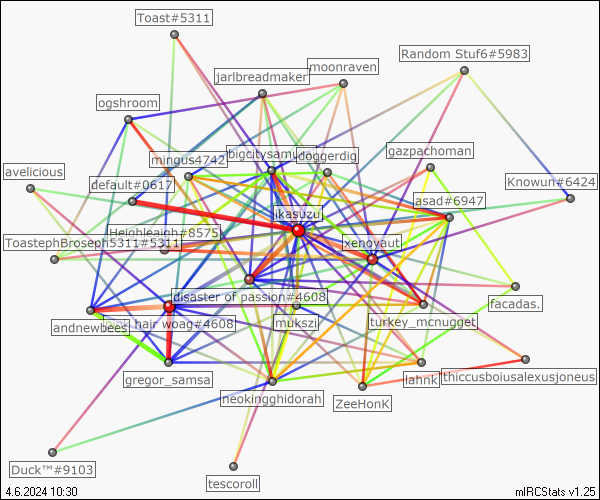 Toast#5311
Random Stuf6#5983
moonraven
jarlbreadmaker
ogshroom
gazpachoman
bigcitysamurai
doggerdig
mingus4742
avelicious
Knowun#6424
default#0617
asad#6947
ikasuzu
Heighleigh#8575
ToastephBroseph5311#5311
xenoyaut
disaster of passion#4608
facadas.
andnewbees
hair woag#4608
mukszi
turkey_mcnugget
gregor_samsa
lahnk
thiccusboiusalexusjoneus
neokingghidorah
ZeeHonK
Duck™#9103
tescoroll
4.6.2024 10:30
mIRCStats v1.25